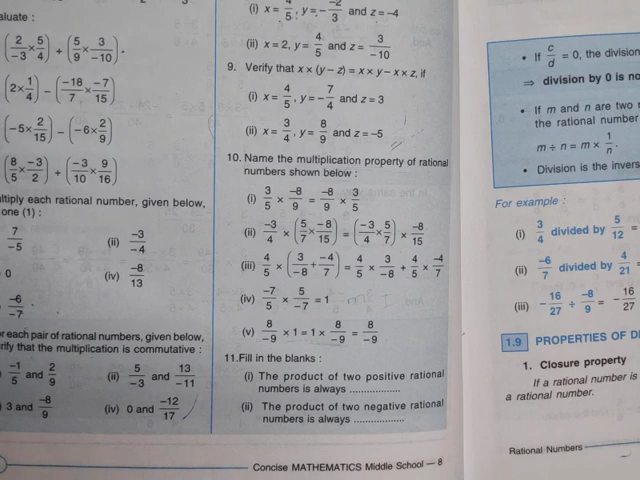 aluate :
(2/-3 × 5/4) + (5/9 × 3/-10).
(2 × 1/4) − (-18/7 × -7/15)
(-5 × 2/15) − (-6 × 2/9)
(8/5 × -3/2) + (-3/10 × 9/16)
ltiply each rational number, given below,
one (1) :
7/-5 (ii) -3/-4
0 (iv) -8/13
-6/-7.
or each pair of rational numbers, given below,
rify that the multiplication is commutative :
-1/5 and 2/9 (ii) 5/-3 and 13/-11
3 and -8/9 (iv) 0 and -12/17
(i) x = 4/5, y = -2/3 and z = -4
(ii) x = 2, y = 4/5 and z = 3/-10
9. Verify that x × (y − z) = x × y − x × z, if
(i) x = 4/5, y = -7/4 and z = 3
(ii) x = 3/4, y = 8/9 and z = -5
10. Name the multiplication property of rational
numbers shown below :
(i) 3/5 × -8/9 = -8/9 × 3/5
(ii) -3/4 × (5/7 × -8/15) = (-3/4 × 5/7) × -8/15
(iii) 4/5 × (3/-8 + -4/7) = 4/5 × 3/-8 + 4/5 × -4/7
(iv) -7/5 × 5/-7 = 1
(v) 8/-9 × 1 = 1 × 8/-9 = 8/-9
11. Fill in the blanks :
(i) The product of two positive rational
numbers is always ..................
(ii) The product of two negative rational
numbers is always ..................
Concise MATHEMATICS Middle School — 8
• If c/d = 0, the division
⇒ division by 0 is no
• If m and n are two
the rational number
m ÷ n = m × 1/n.
• Division is the invers
For example :
(i) 3/4 divided by 5/12 =
(ii) -6/7 divided by 4/21 =
(iii) -16/27 ÷ -8/9 = -16/27
1.9 PROPERTIES OF DI
1. Closure property
If a rational number is
a rational number.
Rational Numbers